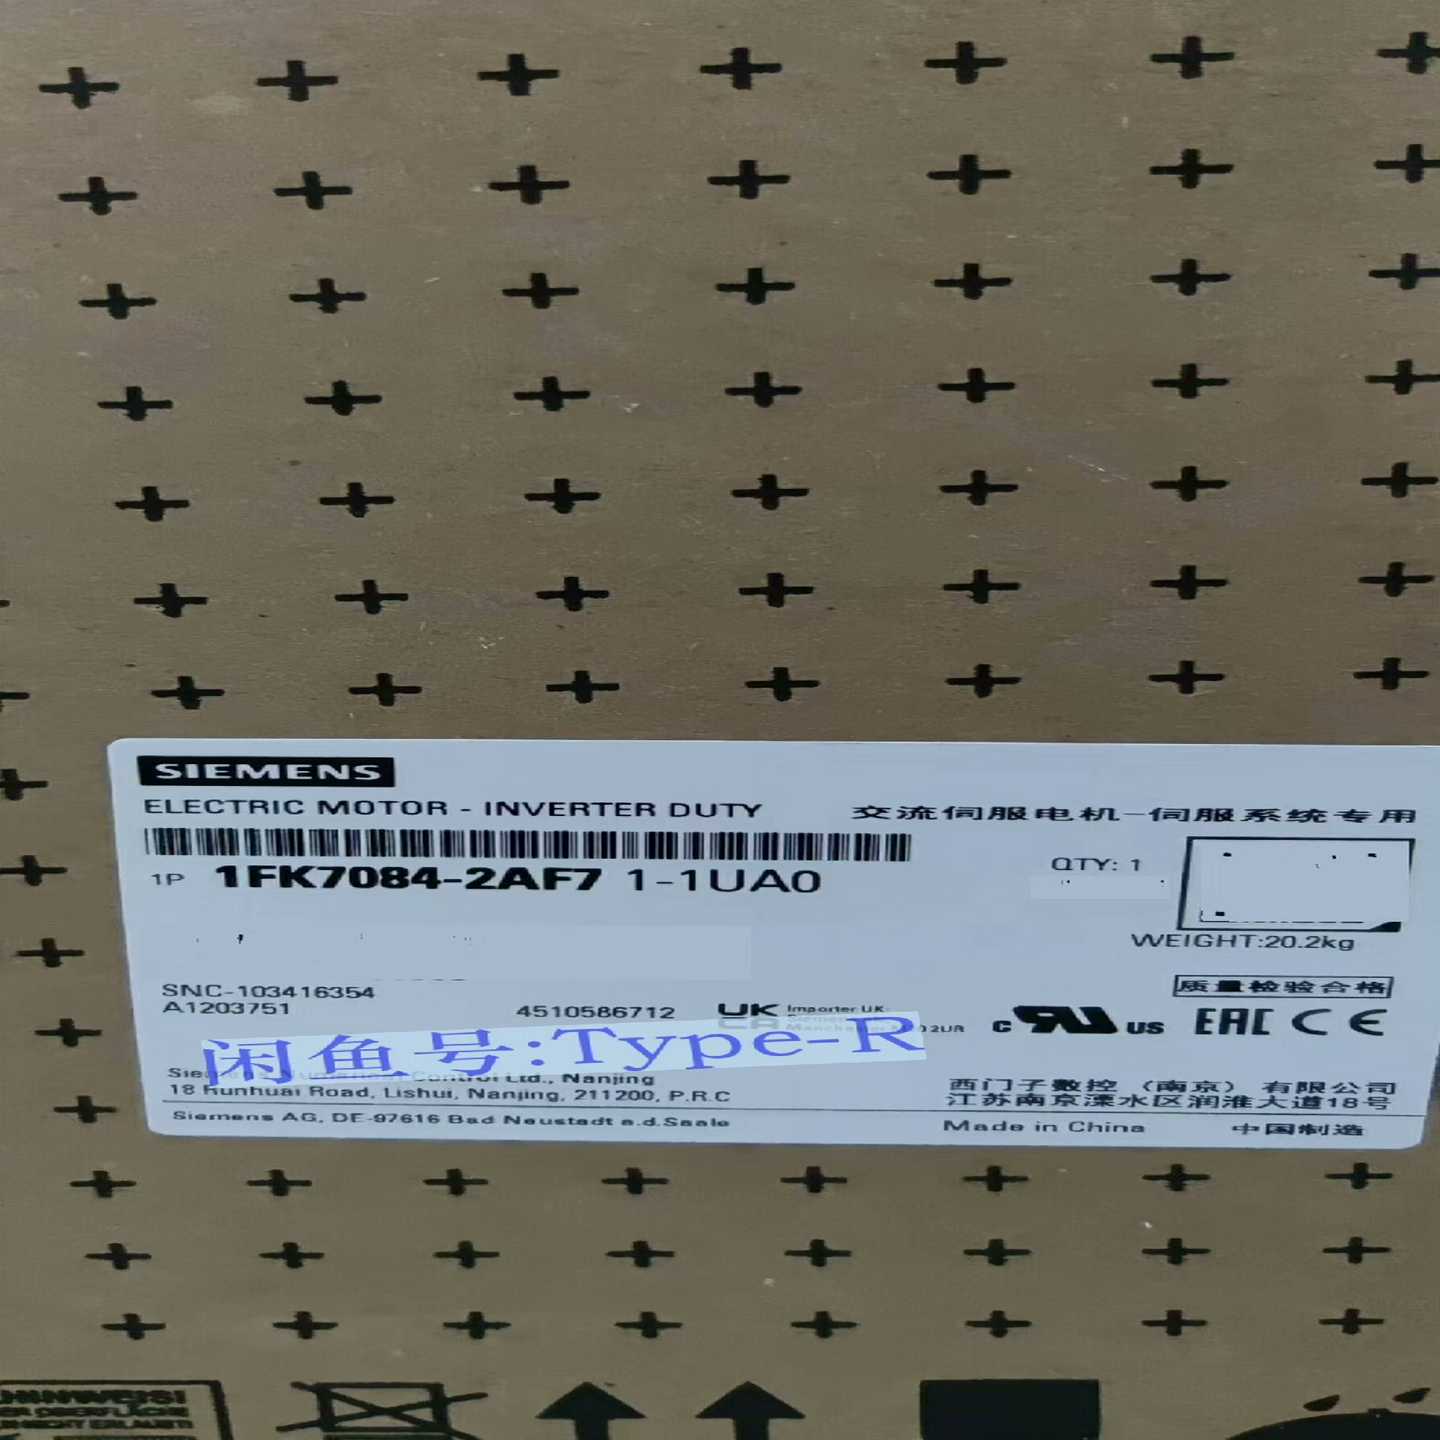 SIEMENS
ELECTRIC MOTOR - INVERTER DUTY 交流伺服电机-伺服系统专用
1P 1FK7084-2AF71-1UA0
QTY: 1
WEIGHT:20.2kg
质量检验合格
SNC-103416354
A1203751 4510586712
UK Importer UK
c US EAC CE
闲鱼号:Type-R
Control Ltd., Nanjing
18 Runhuai Road, Lishui, Nanjing, 211200, P.R.C
西门子数控（南京）有限公司
江苏南京溧水区润淮大道18号
Siemens AG, DE-97616 Bad Neustadt a.d.Saale
Made in China 中国制造